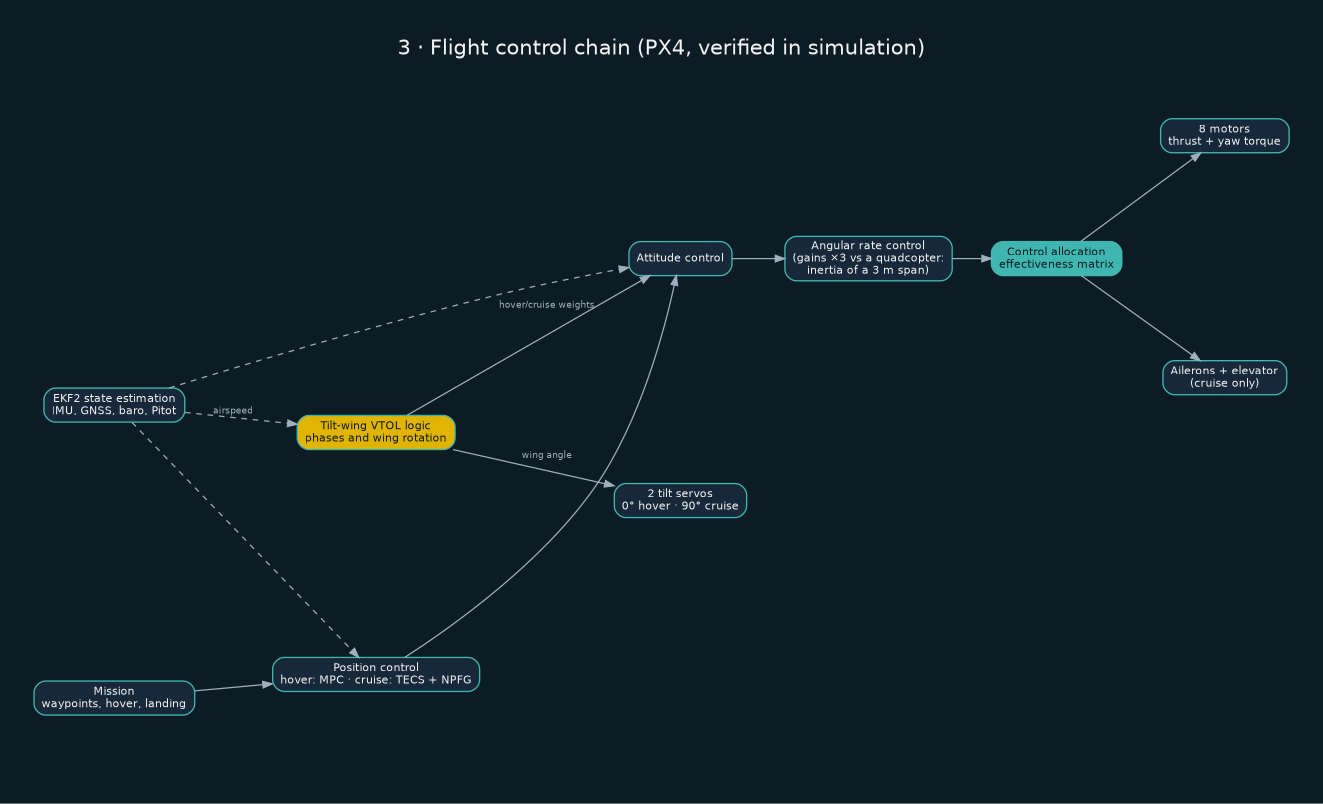 3 · Flight control chain (PX4, verified in simulation)
8 motors
thrust + yaw torque
Attitude control
Angular rate control
(gains ×3 vs a quadcopter:
inertia of a 3 m span)
Control allocation
effectiveness matrix
hover/cruise weights
Ailerons + elevator
(cruise only)
EKF2 state estimation
IMU, GNSS, baro, Pitot
airspeed
Tilt-wing VTOL logic
phases and wing rotation
wing angle
2 tilt servos
0° hover · 90° cruise
Position control
hover: MPC · cruise: TECS + NPFG
Mission
waypoints, hover, landing